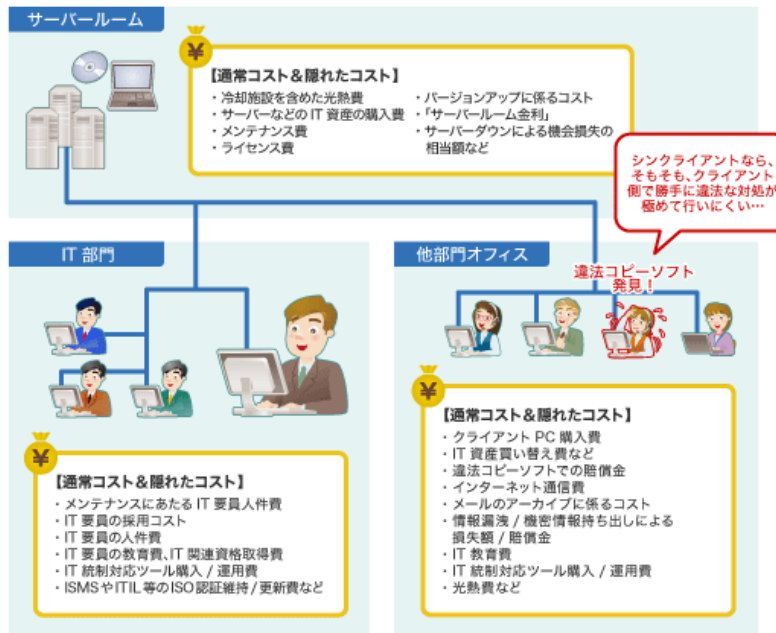 サーバールーム
¥
【通常コスト&隠れたコスト】
・冷却施設を含めた光熱費
・サーバーなどの IT 資産の購入費
・メンテナンス費
・ライセンス費
・バージョンアップに係るコスト
・「サーバールーム金利」
・サーバーダウンによる機会損失の
相当額など
シンクライアントなら、
そもそも、クライアント
側で勝手に違法な対処が
極めて行いにくい…
IT 部門
他部門オフィス
違法コピーソフト
発見！
¥
【通常コスト&隠れたコスト】
・メンテナンスにあたる IT 要員人件費
・IT 要員の採用コスト
・IT 要員の人件費
・IT 要員の教育費、IT 関連資格取得費
・IT 統制対応ツール購入 / 運用費
・ISMSやITIL等のISO認証維持/更新費など
¥
【通常コスト&隠れたコスト】
・クライアント PC 購入費
・IT 資産買い替え費など
・違法コピーソフトでの賠償金
・インターネット通信費
・メールのアーカイブに係るコスト
・情報漏洩 / 機密情報持ち出しによる
損失額 / 賠償金
・IT 教育費
・IT 統制対応ツール購入 / 運用費
・光熱費など